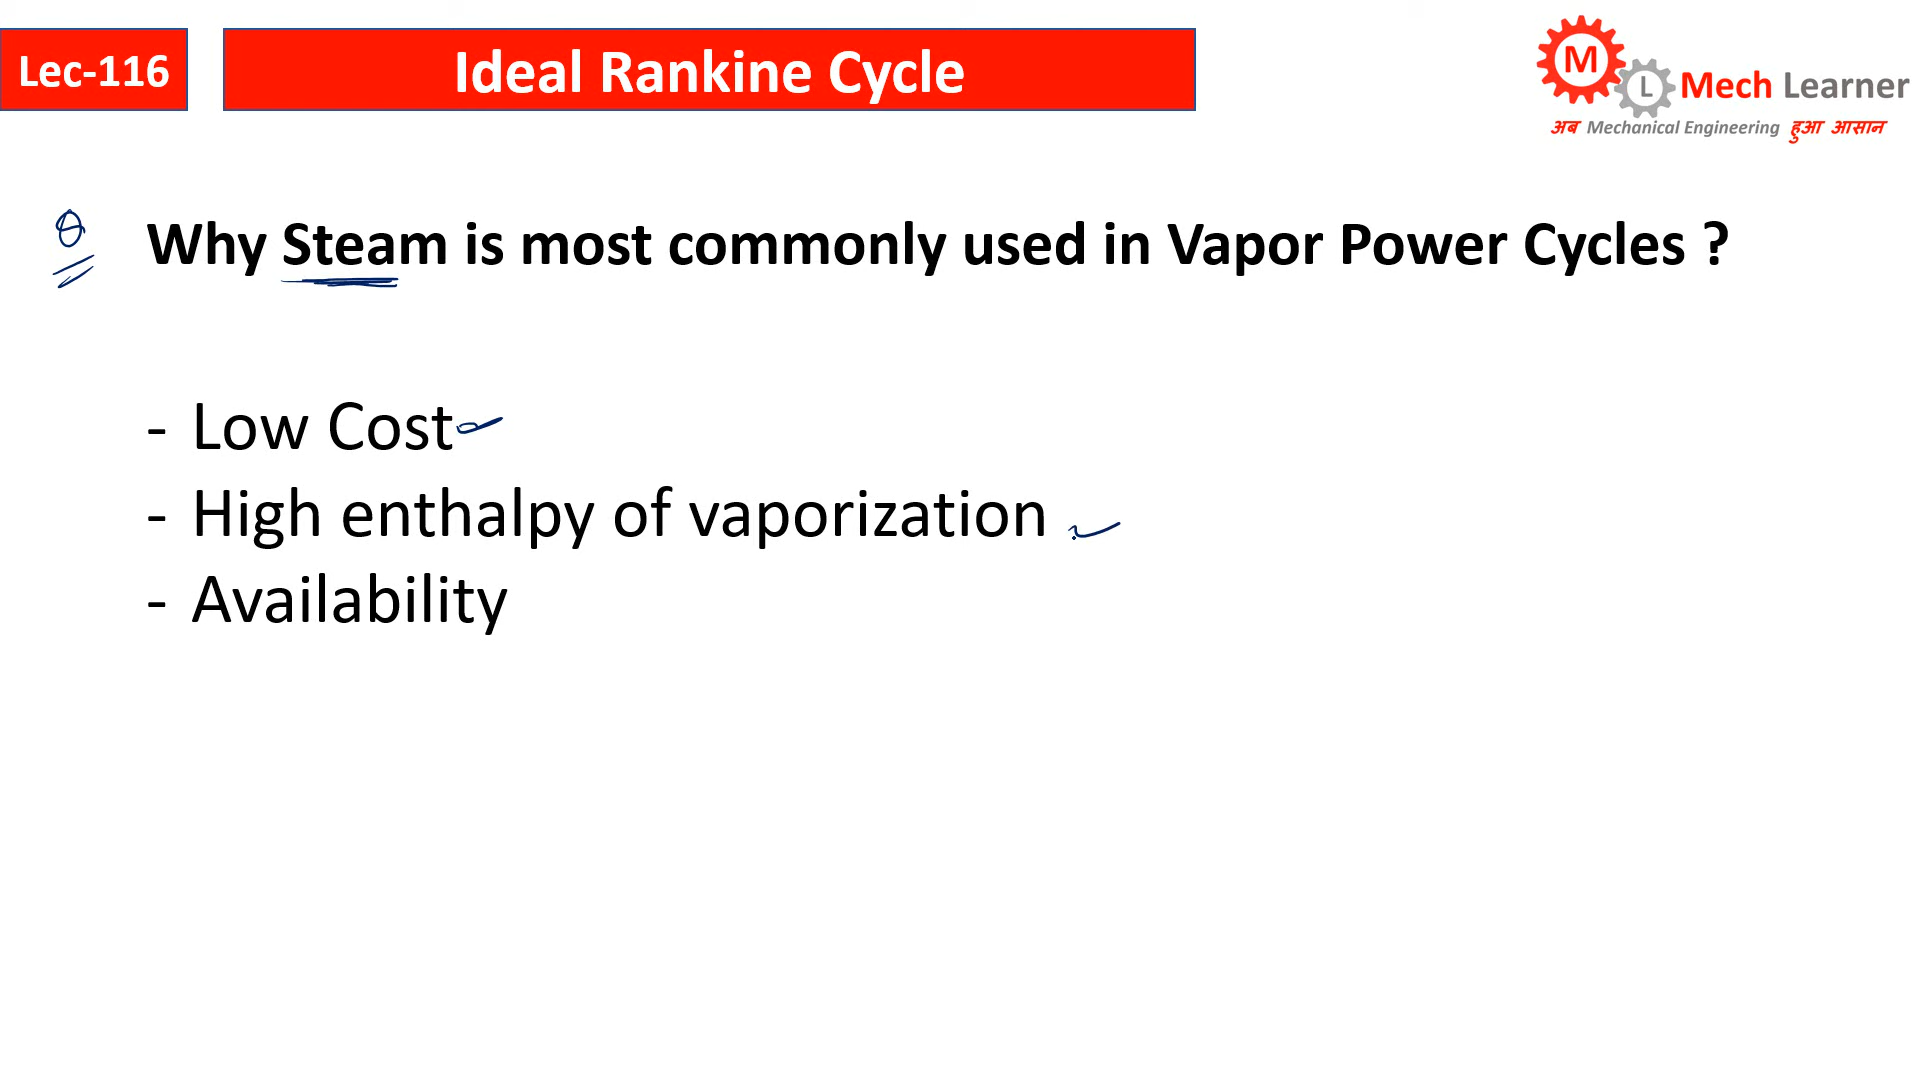 Lec-116
Ideal Rankine Cycle
M
L
Mech Learner
अब Mechanical Engineering हुआ आसान
Q
Why Steam is most commonly used in Vapor Power Cycles ?
- Low Cost
- High enthalpy of vaporization
- Availability